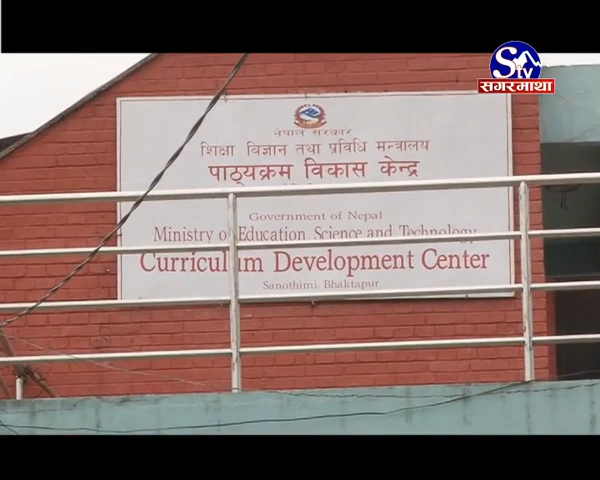 S
tv
सगरमाथा
नेपाल सरकार
शिक्षा विज्ञान तथा प्रविधि मन्त्रालय
पाठ्यक्रम विकास केन्द्र
Government of Nepal
Ministry of Education, Science and Technology
Curriculum Development Center
Sanothimi, Bhaktapur